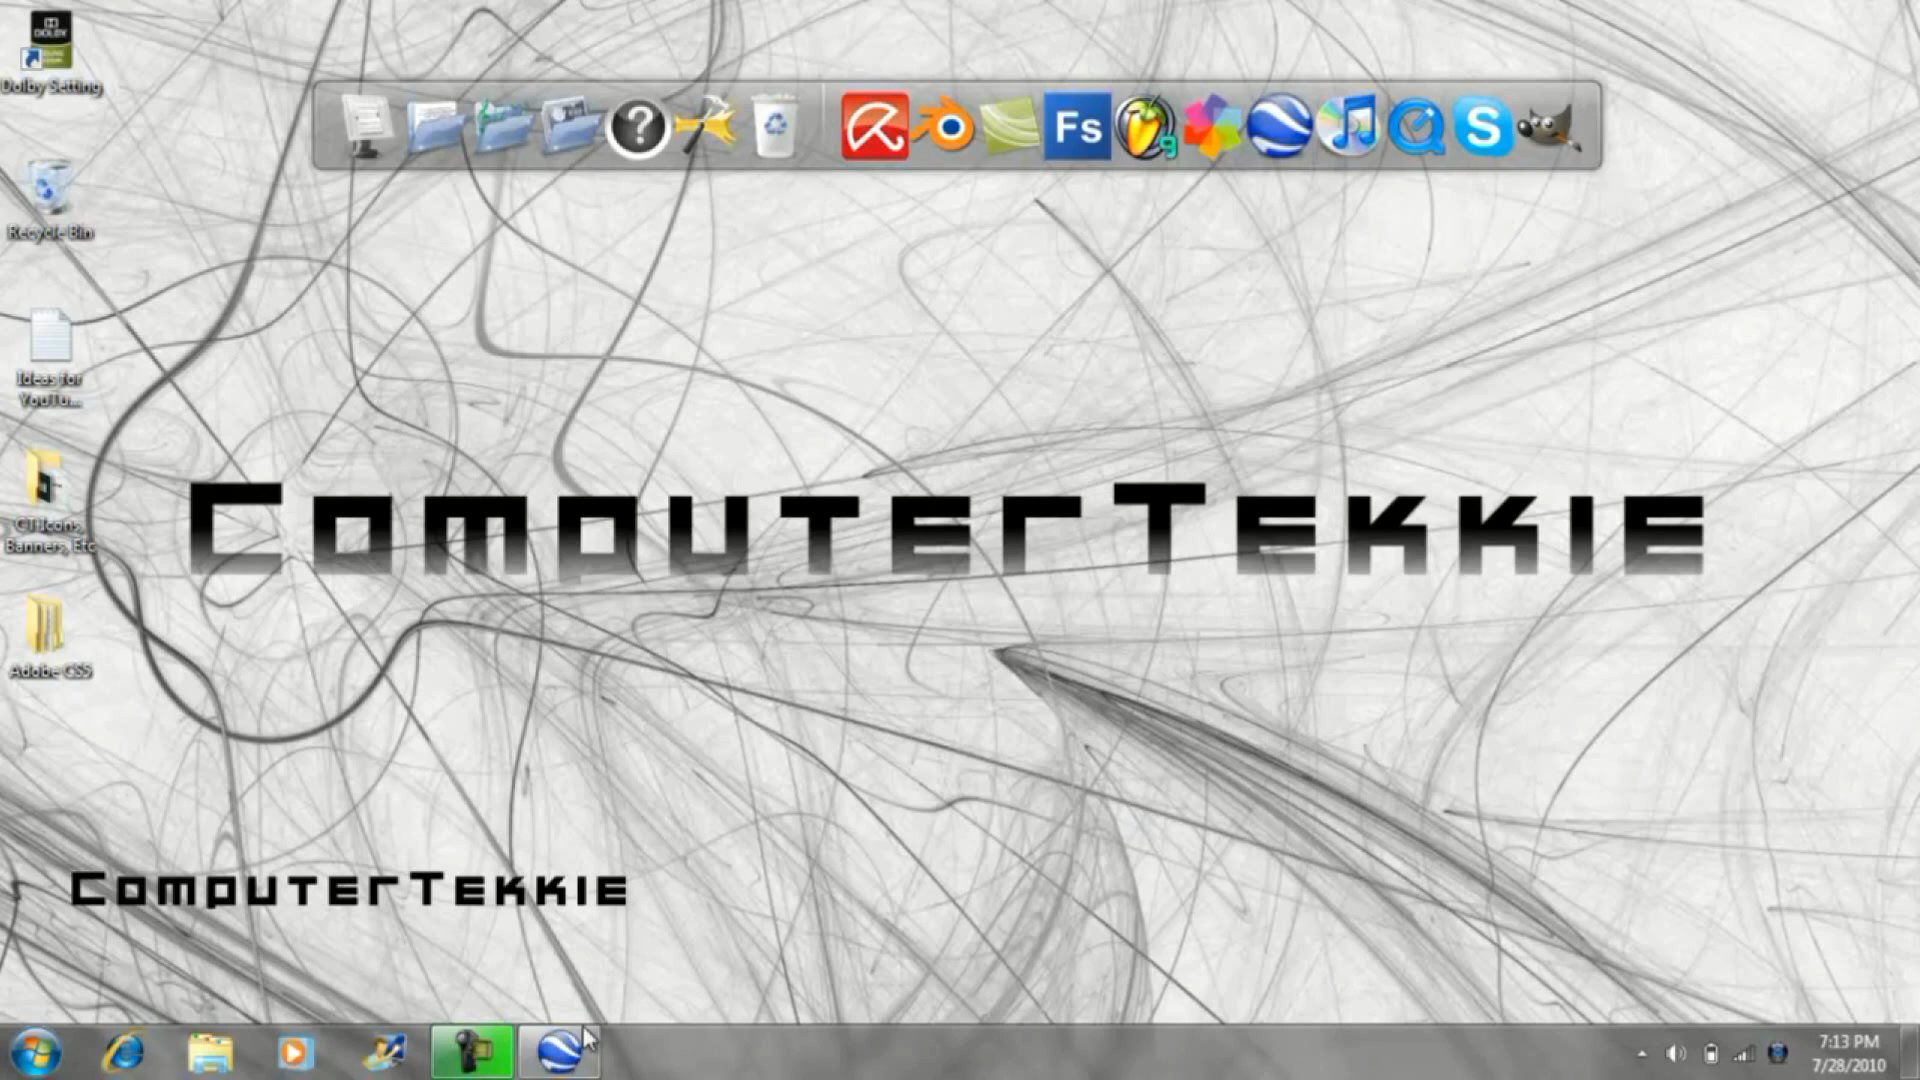 DOLBY
Dolby Setting
Recycle Bin
Ideas for
YouTu...
CT Icons,
Banners, Etc
Adobe CS5
?
Fs
g
S
ComputerTekkie
ComputerTekkie
7:13 PM
7/28/2010